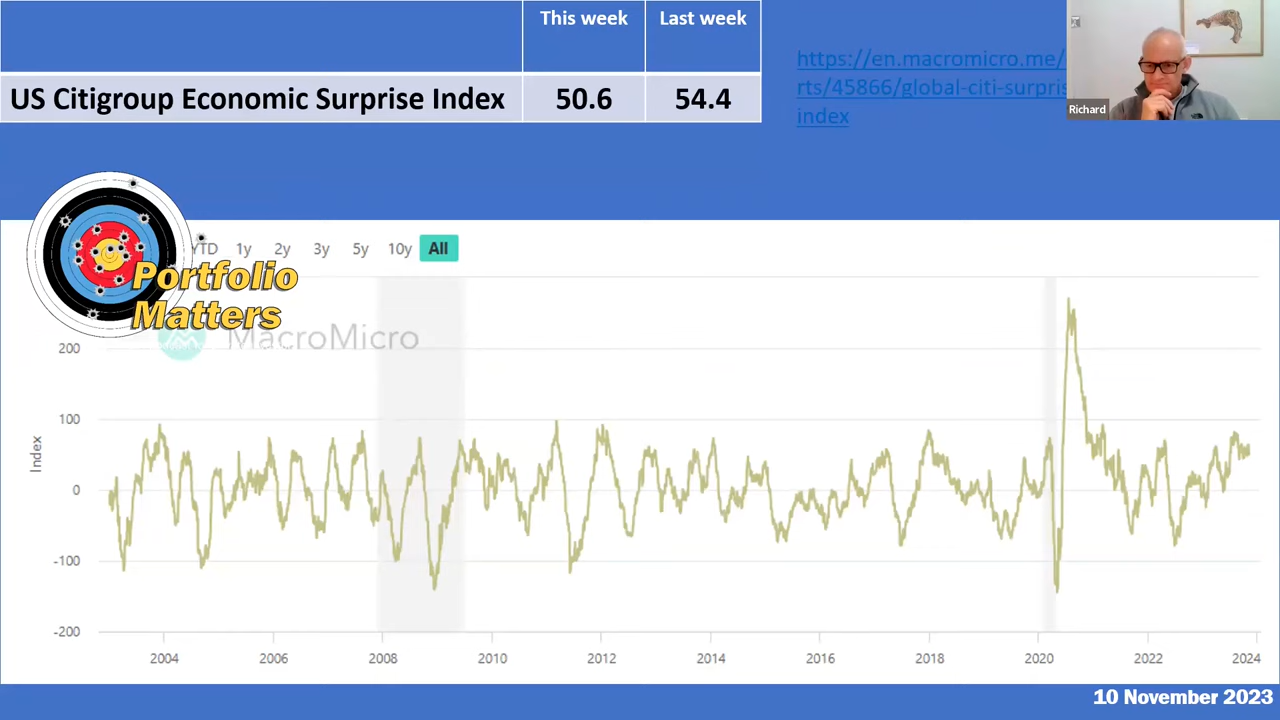 This week
Last week
US Citigroup Economic Surprise Index
50.6
54.4
https://en.macromicro.me/
rts/45866/global-citi-surpris
index
Richard
YTD 1y 2y 3y 5y 10y All
Portfolio
Matters
MacroMicro
200
100
0
-100
-200
Index
2004 2006 2008 2010 2012 2014 2016 2018 2020 2022 2024
10 November 2023